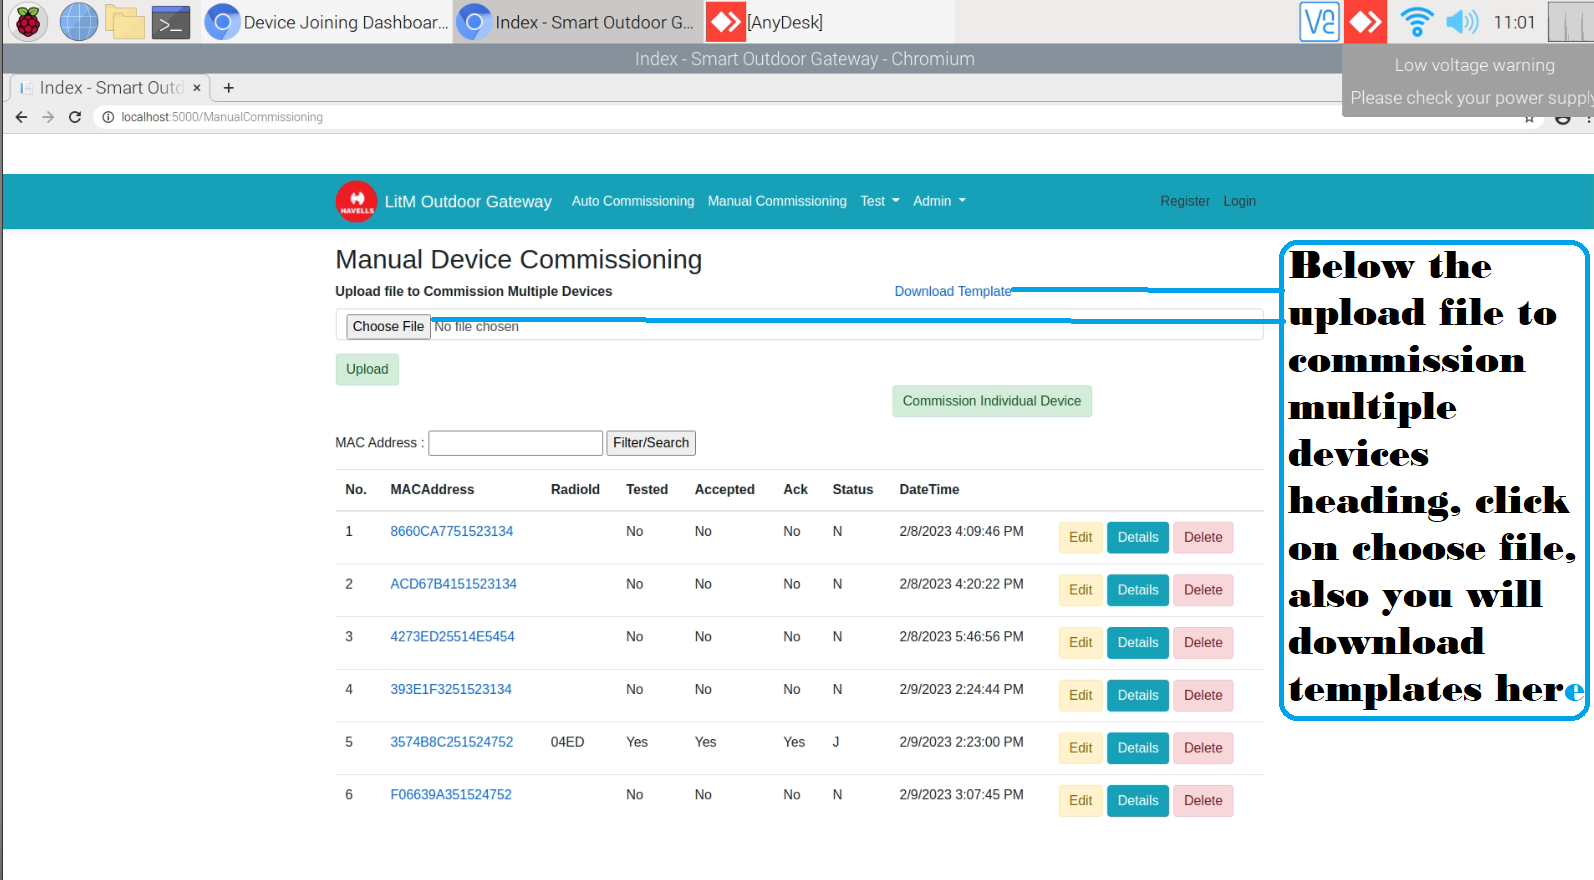 Device Joining Dashboar...
Index - Smart Outdoor G...
[AnyDesk]
11:01
Index - Smart Outdoor Gateway - Chromium
Low voltage warning
Please check your power supply
Index - Smart Outd
localhost:5000/ManualCommissioning
HAVELLS
LitM Outdoor Gateway
Auto Commissioning
Manual Commissioning
Test
Admin
Register
Login
Manual Device Commissioning
Upload file to Commission Multiple Devices
Download Template
Choose File No file chosen
Upload
Commission Individual Device
MAC Address :
Filter/Search
No. MACAddress RadioId Tested Accepted Ack Status DateTime
1 8660CA7751523134 No No No N 2/8/2023 4:09:46 PM Edit Details Delete
2 ACD67B4151523134 No No No N 2/8/2023 4:20:22 PM Edit Details Delete
3 4273ED25514E5454 No No No N 2/8/2023 5:46:56 PM Edit Details Delete
4 393E1F3251523134 No No No N 2/9/2023 2:24:44 PM Edit Details Delete
5 3574B8C251524752 04ED Yes Yes Yes J 2/9/2023 2:23:00 PM Edit Details Delete
6 F06639A351524752 No No No N 2/9/2023 3:07:45 PM Edit Details Delete
Below the
upload file to
commission
multiple
devices
heading, click
on choose file,
also you will
download
templates here